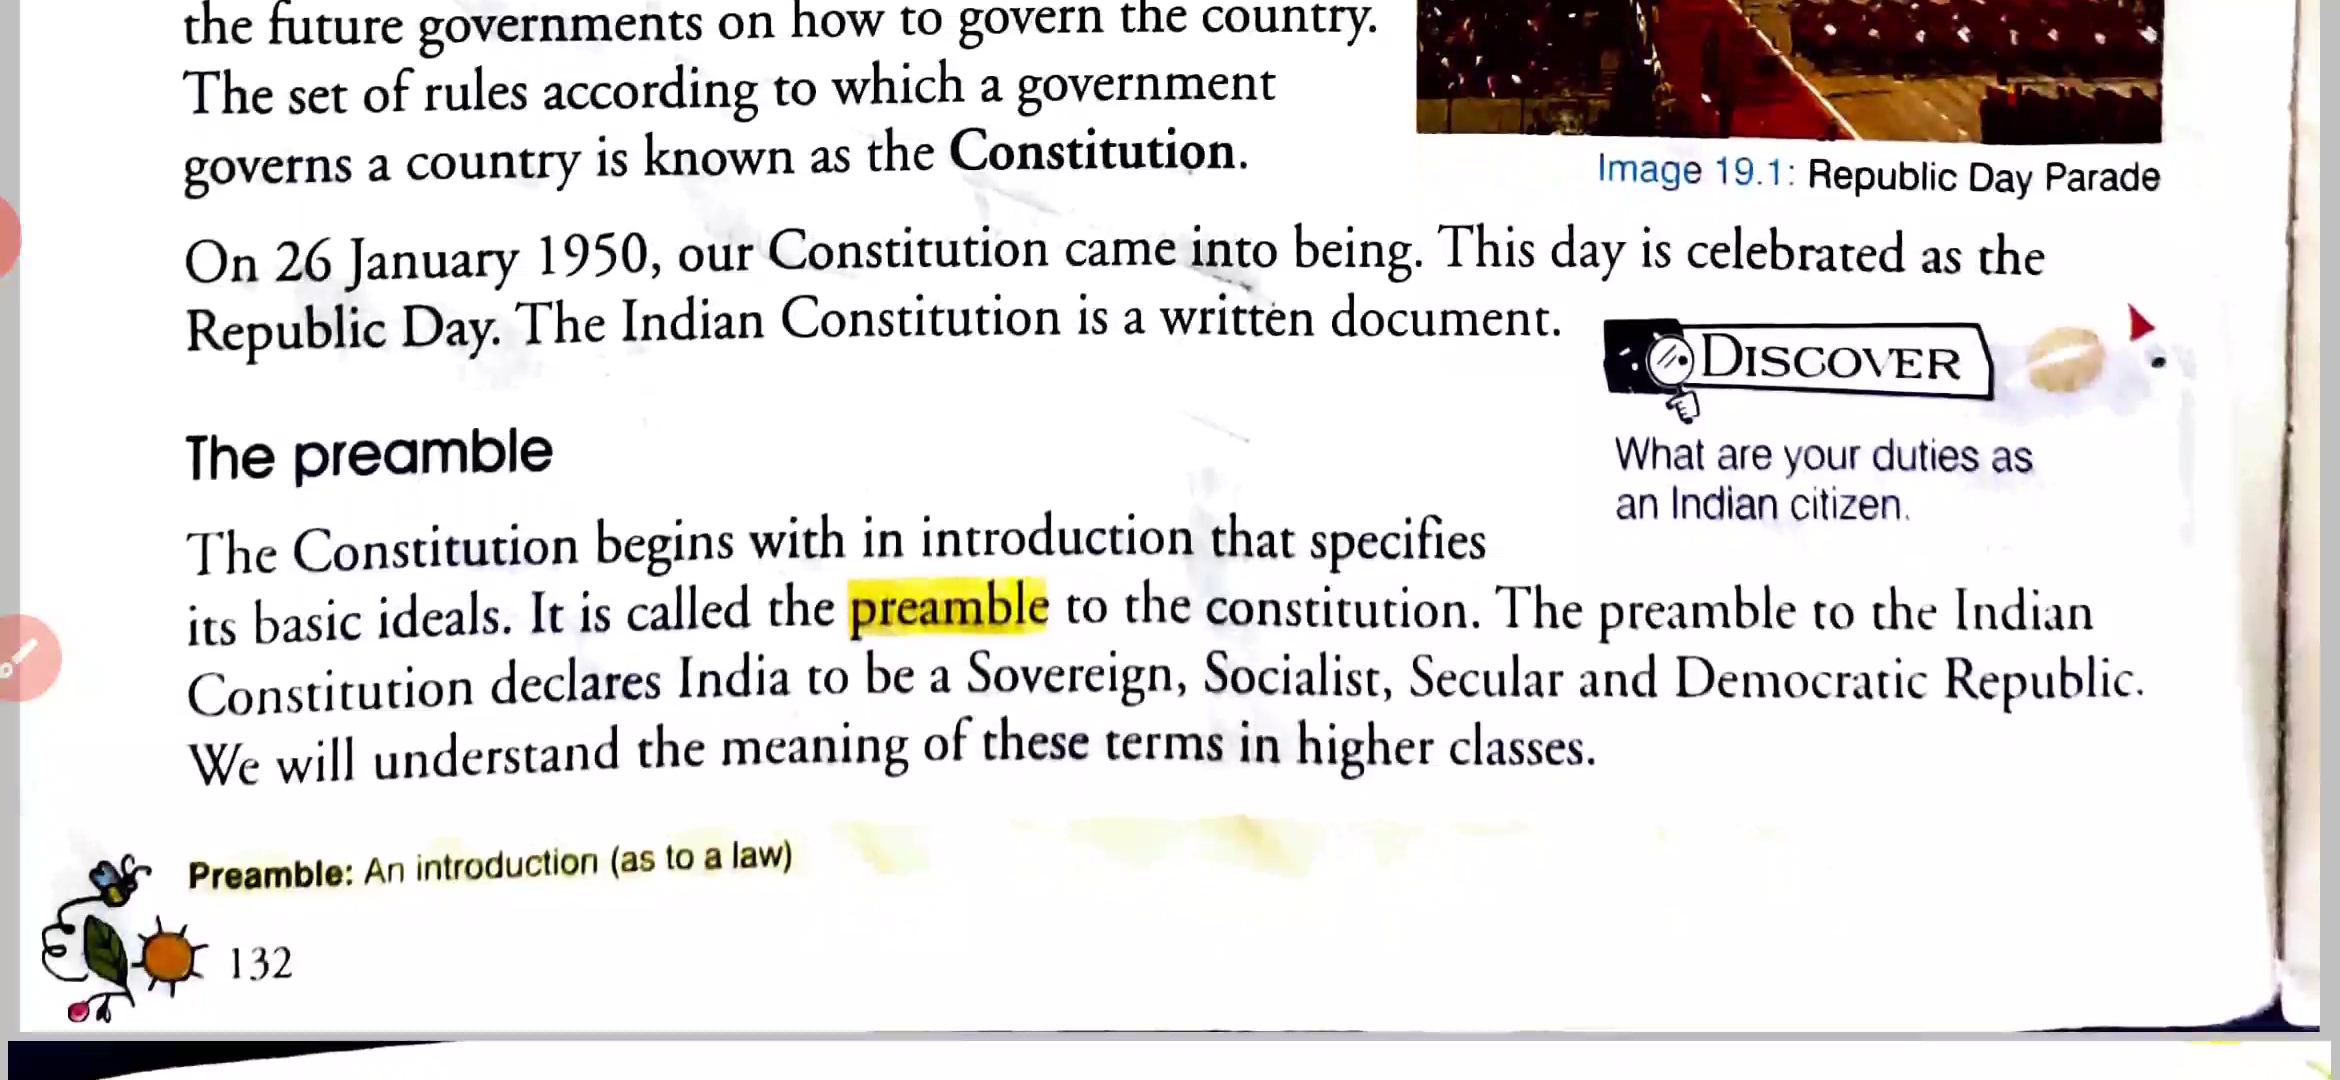 the future governments on how to govern the country.
The set of rules according to which a government
governs a country is known as the Constitution.
Image 19.1: Republic Day Parade
On 26 January 1950, our Constitution came into being. This day is celebrated as the
Republic Day. The Indian Constitution is a written document.
DISCOVER
What are your duties as
an Indian citizen.
The preamble
The Constitution begins with in introduction that specifies
its basic ideals. It is called the preamble to the constitution. The preamble to the Indian
Constitution declares India to be a Sovereign, Socialist, Secular and Democratic Republic.
We will understand the meaning of these terms in higher classes.
Preamble: An introduction (as to a law)
132